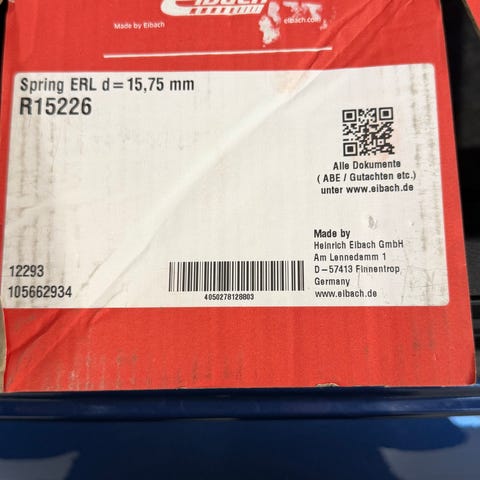 Eibach
Made by Eibach
eibach.com
Spring ERL d=15,75 mm
R15226
Alle Dokumente
( ABE / Gutachten etc.)
unter www.eibach.de
Made by
Heinrich Eibach GmbH
Am Lennedamm 1
D-57413 Finnentrop
Germany
www.eibach.de
12293
105662934
4050278128803